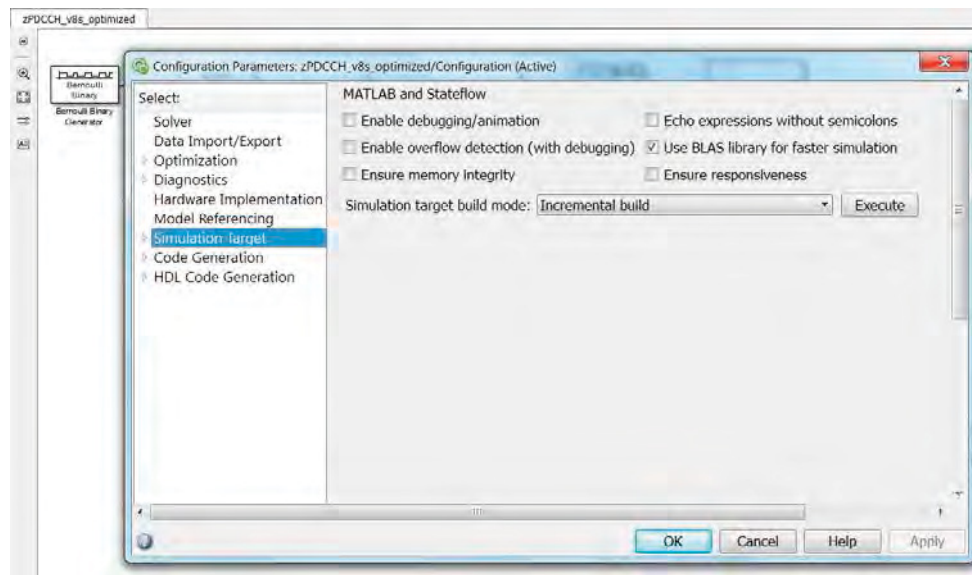 zPDCCH_v8s_optimized
Bernoulli
Binary
Bernoulli Binary
Generator
Configuration Parameters: zPDCCH_v8s_optimized/Configuration (Active)
Select:
Solver
Data Import/Export
Optimization
Diagnostics
Hardware Implementation
Model Referencing
Simulation Target
Code Generation
HDL Code Generation
MATLAB and Stateflow
Enable debugging/animation
Echo expressions without semicolons
Enable overflow detection (with debugging)
Use BLAS library for faster simulation
Ensure memory integrity
Ensure responsiveness
Simulation target build mode: Incremental build
Execute
OK Cancel Help Apply